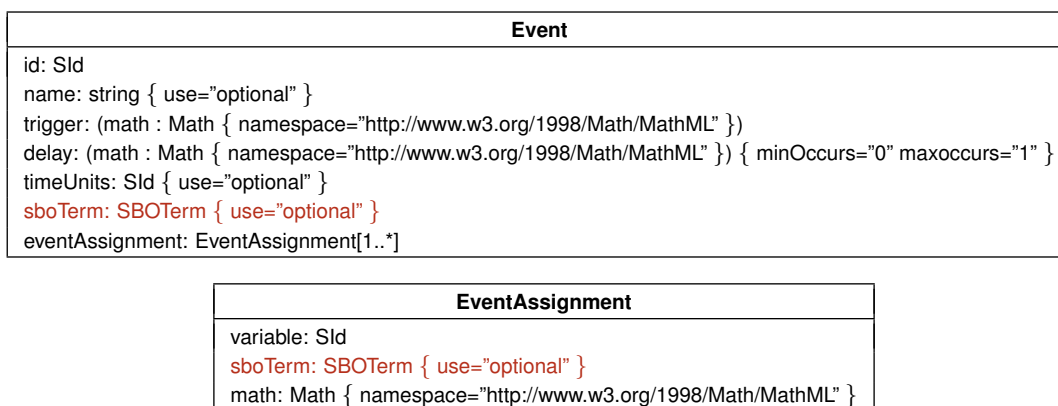 Event
id: SId
name: string { use="optional" }
trigger: (math : Math { namespace="http://www.w3.org/1998/Math/MathML" })
delay: (math : Math { namespace="http://www.w3.org/1998/Math/MathML" }) { minOccurs="0" maxoccurs="1" }
timeUnits: SId { use="optional" }
sboTerm: SBOTerm { use="optional" }
eventAssignment: EventAssignment[1..*]
EventAssignment
variable: SId
sboTerm: SBOTerm { use="optional" }
math: Math { namespace="http://www.w3.org/1998/Math/MathML" }